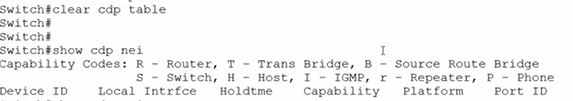 Switch#clear cdp table
Switch#
Switch#
Switch#show cdp nei
Capability Codes: R - Router, T - Trans Bridge, B - Source Route Bridge
S - Switch, H - Host, I - IGMP, r - Repeater, P - Phone
Device ID Local Intrfce Holdtme Capability Platform Port ID